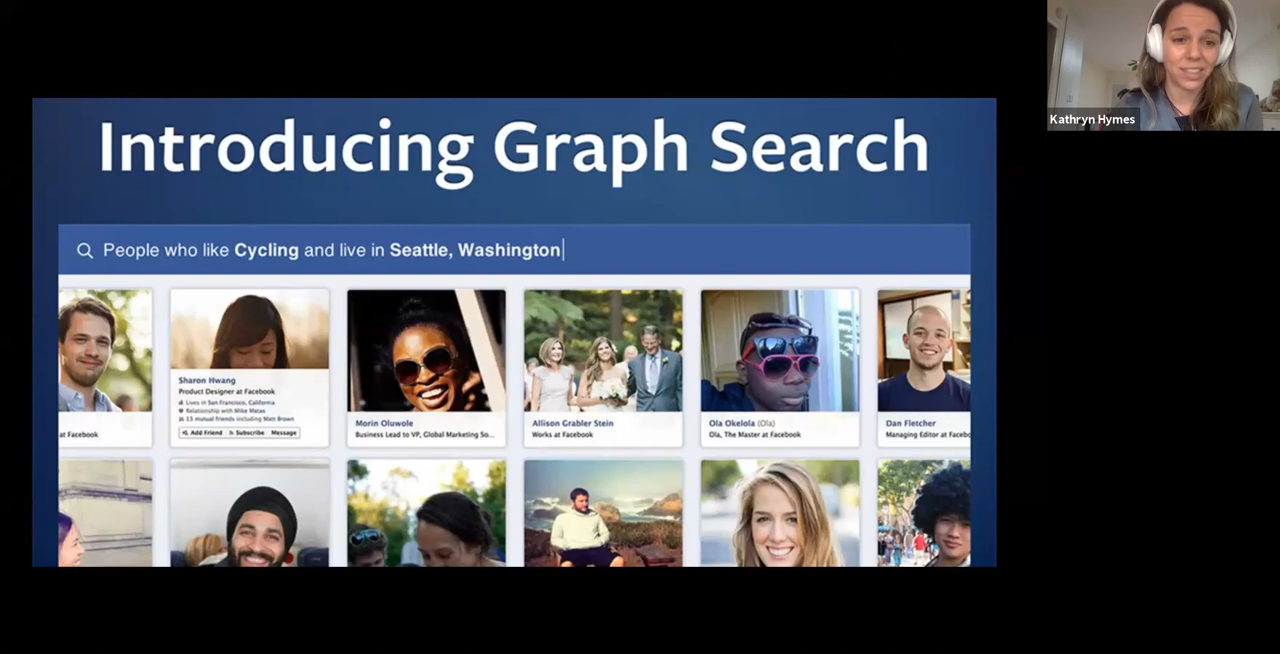 Kathryn Hymes
Introducing Graph Search
People who like Cycling and live in Seattle, Washington
Sharon Hwang
Product Designer at Facebook
Lives in San Francisco, California
Relationship with Mike Matas
13 mutual friends including Matt Brown
Add Friend Subscribe Message
at Facebook
Morin Oluwole
Business Lead to VP, Global Marketing So...
Allison Grabler Stein
Works at Facebook
Ola Okelola (Ola)
Ola, The Master at Facebook
Dan Fletcher
Managing Editor at Facebo